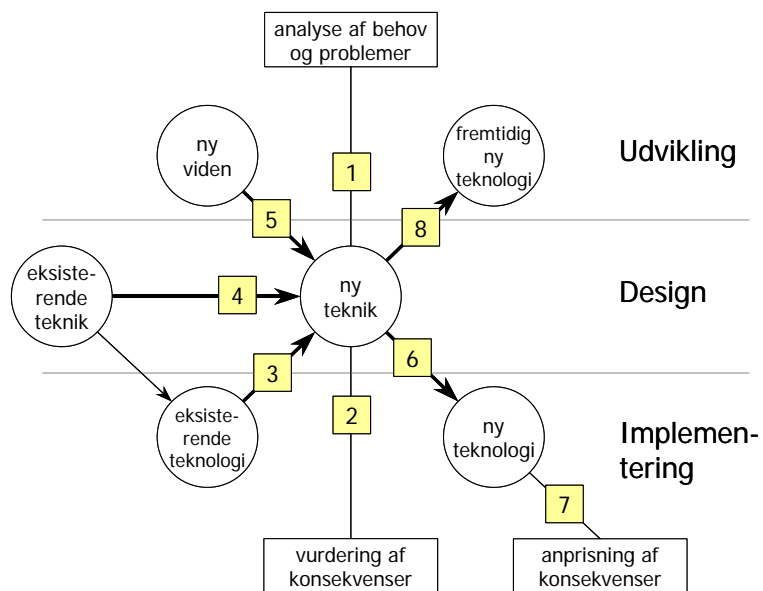 analyse af behov
og problemer
ny
viden
fremtidig
ny
teknologi
Udvikling
1
5
8
eksiste-
rende
teknik
4
ny
teknik
Design
3
6
2
eksiste-
rende
teknologi
ny
teknologi
Implemen-
tering
7
vurdering af
konsekvenser
anprisning af
konsekvenser